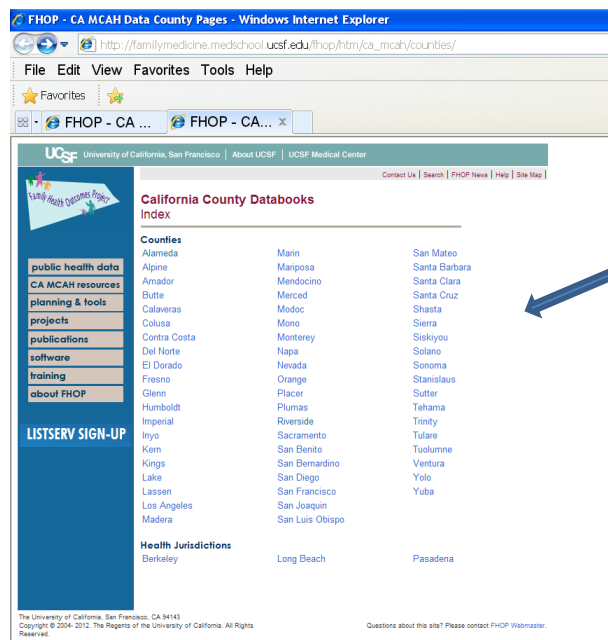 FHOP - CA MCAH Data County Pages - Windows Internet Explorer
http://familymedicine.medschool.ucsf.edu/fhop/htm/ca_mcah/counties/
File Edit View Favorites Tools Help
Favorites
FHOP - CA ... FHOP - CA... x
UCSF University of California, San Francisco | About UCSF | UCSF Medical Center
Contact Us | Search | FHOP News | Help | Site Map |
Family Health Outcomes Project
California County Databooks
Index
public health data
CA MCAH resources
planning & tools
projects
publications
software
training
about FHOP
LISTSERV SIGN-UP
Counties
Alameda Marin San Mateo
Alpine Mariposa Santa Barbara
Amador Mendocino Santa Clara
Butte Merced Santa Cruz
Calaveras Modoc Shasta
Colusa Mono Sierra
Contra Costa Monterey Siskiyou
Del Norte Napa Solano
El Dorado Nevada Sonoma
Fresno Orange Stanislaus
Glenn Placer Sutter
Humboldt Plumas Tehama
Imperial Riverside Trinity
Inyo Sacramento Tulare
Kern San Benito Tuolumne
Kings San Bernardino Ventura
Lake San Diego Yolo
Lassen San Francisco Yuba
Los Angeles San Joaquin
Madera San Luis Obispo
Health Jurisdictions
Berkeley Long Beach Pasadena
The University of California, San Francisco, CA 94143
Copyright © 2004- 2012, The Regents of the University of California. All Rights
Reserved.
Questions about this site? Please contact FHOP Webmaster.